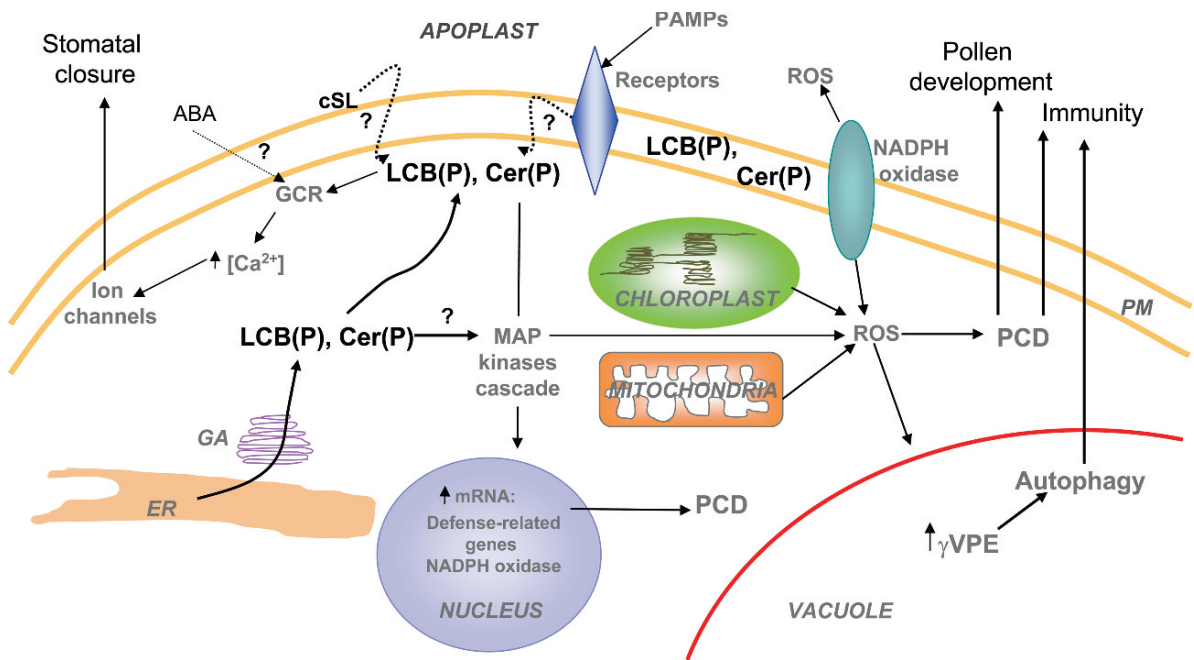 PAMPs
APOPLAST
Stomatal
closure
Pollen
development
ROS
Receptors
cSL
?
ABA
?
?
Immunity
LCB(P),
Cer(P)
NADPH
oxidase
LCB(P), Cer(P)
GCR
[Ca²⁺]
Ion
channels
CHLOROPLAST
PM
LCB(P), Cer(P)
?
MAP
kinases
cascade
ROS
PCD
MITOCHONDRIA
GA
ER
mRNA:
Defense-related
genes
NADPH oxidase
NUCLEUS
PCD
Autophagy
γVPE
VACUOLE